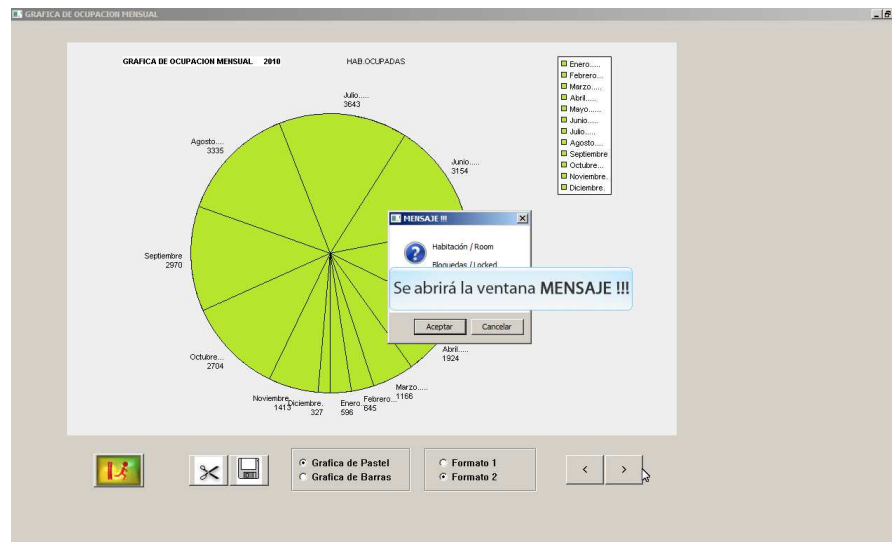 GRAFICA DE OCUPACION MENSUAL
GRAFICA DE OCUPACION MENSUAL 2010
HAB.OCUPADAS
Julio.....
3643
Agosto....
3335
Junio.....
3154
Septiembre
2970
Octubre...
2704
Noviembre.
1413
Diciembre.
327
Enero.....
596
Febrero...
645
Marzo.....
1166
Abril.....
1924
Enero.....
Febrero...
Marzo.....
Abril.....
Mayo......
Junio.....
Julio.....
Agosto....
Septiembre
Octubre...
Noviembre.
Diciembre.
MENSAJE !!!
Habitación / Room
Bloquedas / Locked
Se abrirá la ventana MENSAJE !!!
Aceptar
Cancelar
Grafica de Pastel
Grafica de Barras
Formato 1
Formato 2
<
>